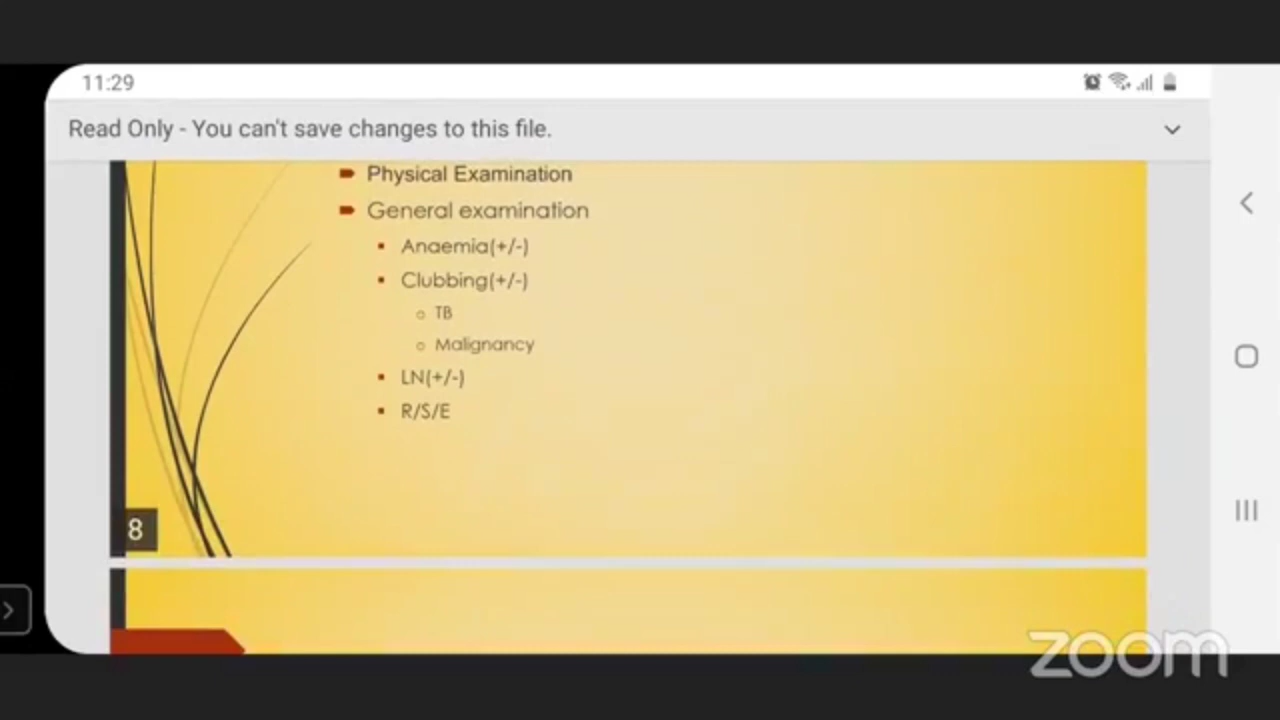 11:29
Read Only - You can't save changes to this file.
Physical Examination
General examination
Anaemia(+/-)
Clubbing(+/-)
TB
Malignancy
LN(+/-)
R/S/E
8
zoom